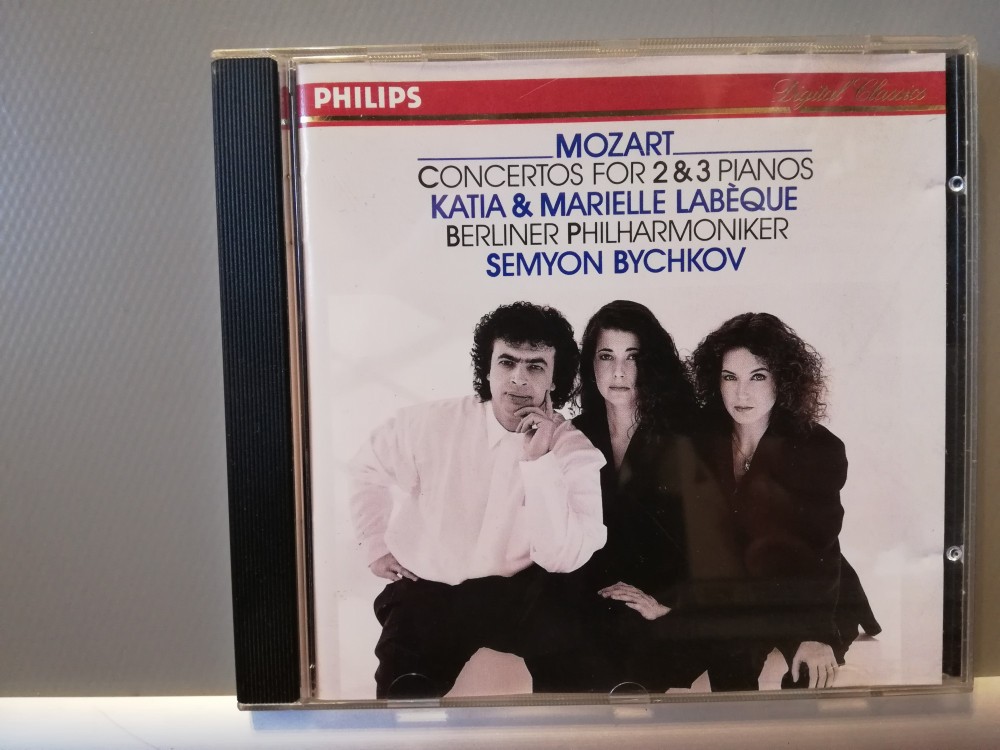 PHILIPS
Digital Classics
MOZART
CONCERTOS FOR 2 & 3 PIANOS
KATIA & MARIELLE LABÈQUE
BERLINER PHILHARMONIKER
SEMYON BYCHKOV